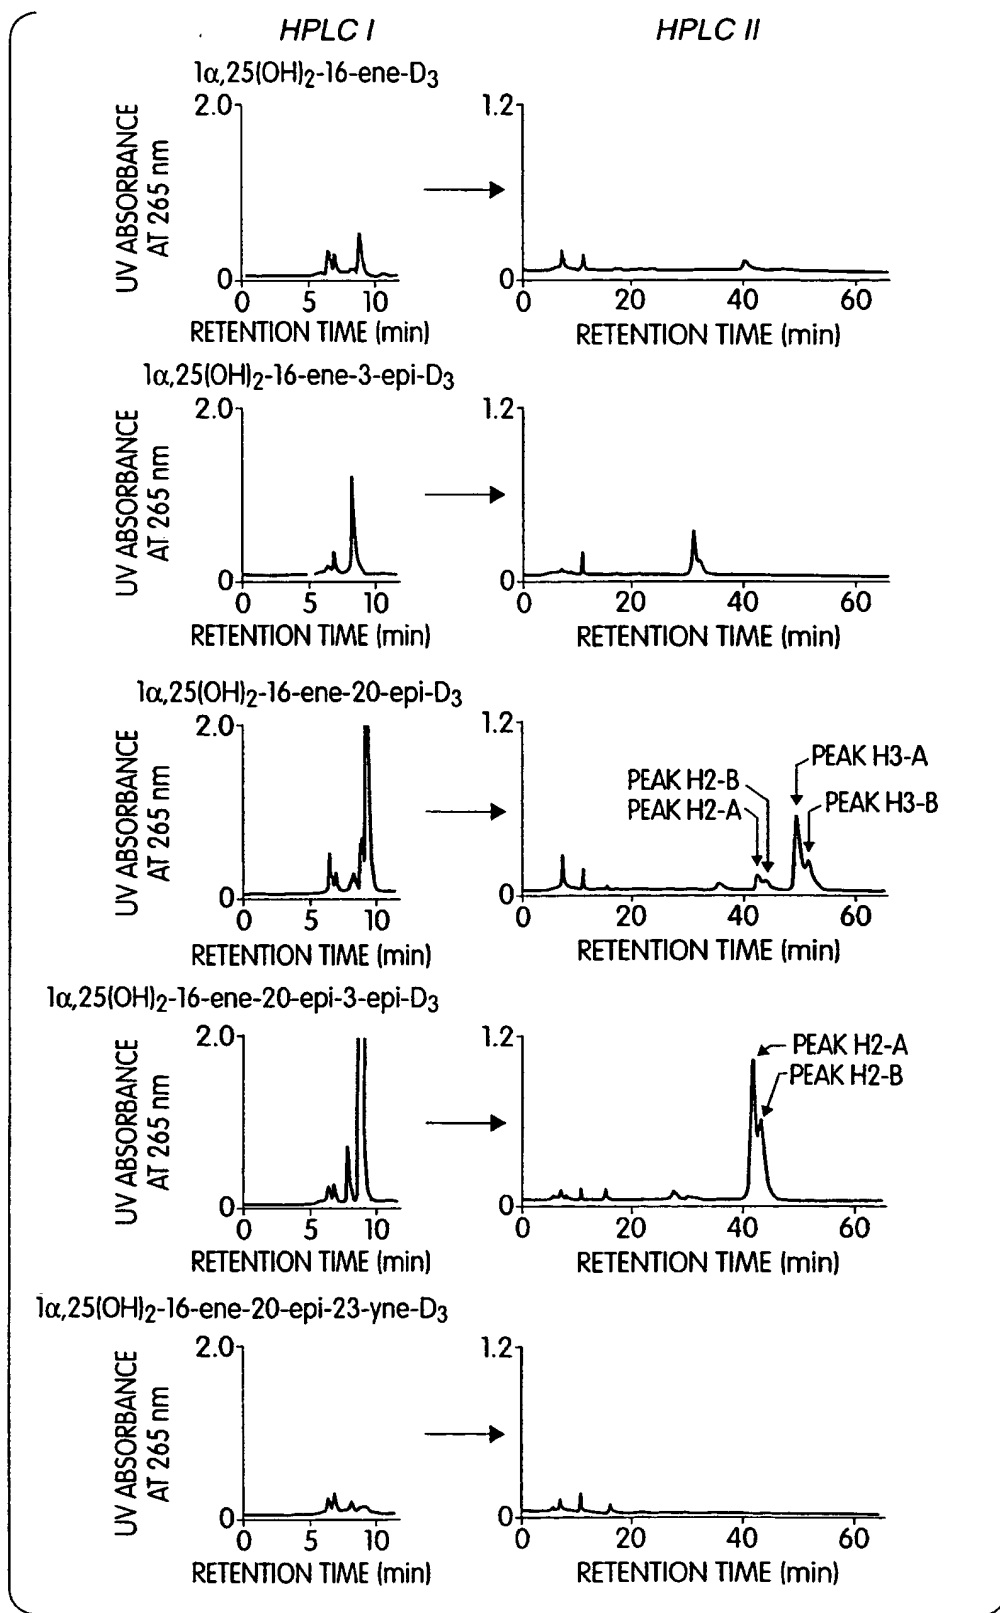 HPLC I HPLC II
1α,25(OH)2-16-ene-D3
UV ABSORBANCE
AT 265 nm
2.0
0
0 5 10
RETENTION TIME (min)
1.2
0
0 20 40 60
RETENTION TIME (min)
1α,25(OH)2-16-ene-3-epi-D3
UV ABSORBANCE
AT 265 nm
2.0
0
0 5 10
RETENTION TIME (min)
1.2
0
0 20 40 60
RETENTION TIME (min)
1α,25(OH)2-16-ene-20-epi-D3
UV ABSORBANCE
AT 265 nm
2.0
0
0 5 10
RETENTION TIME (min)
1.2
PEAK H3-A
PEAK H2-B
PEAK H2-A
PEAK H3-B
0
0 20 40 60
RETENTION TIME (min)
1α,25(OH)2-16-ene-20-epi-3-epi-D3
UV ABSORBANCE
AT 265 nm
2.0
0
0 5 10
RETENTION TIME (min)
1.2
PEAK H2-A
PEAK H2-B
0
0 20 40 60
RETENTION TIME (min)
1α,25(OH)2-16-ene-20-epi-23-yne-D3
UV ABSORBANCE
AT 265 nm
2.0
0
0 5 10
RETENTION TIME (min)
1.2
0
0 20 40 60
RETENTION TIME (min)